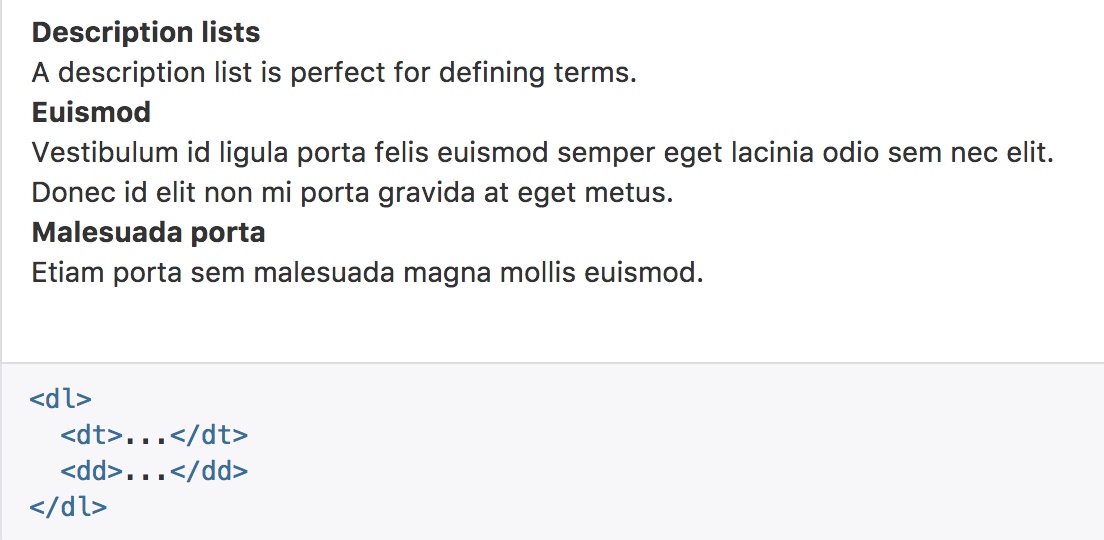 Description lists
A description list is perfect for defining terms.
Euismod
Vestibulum id ligula porta felis euismod semper eget lacinia odio sem nec elit.
Donec id elit non mi porta gravida at eget metus.
Malesuada porta
Etiam porta sem malesuada magna mollis euismod.
<dl>
  <dt>...</dt>
  <dd>...</dd>
</dl>